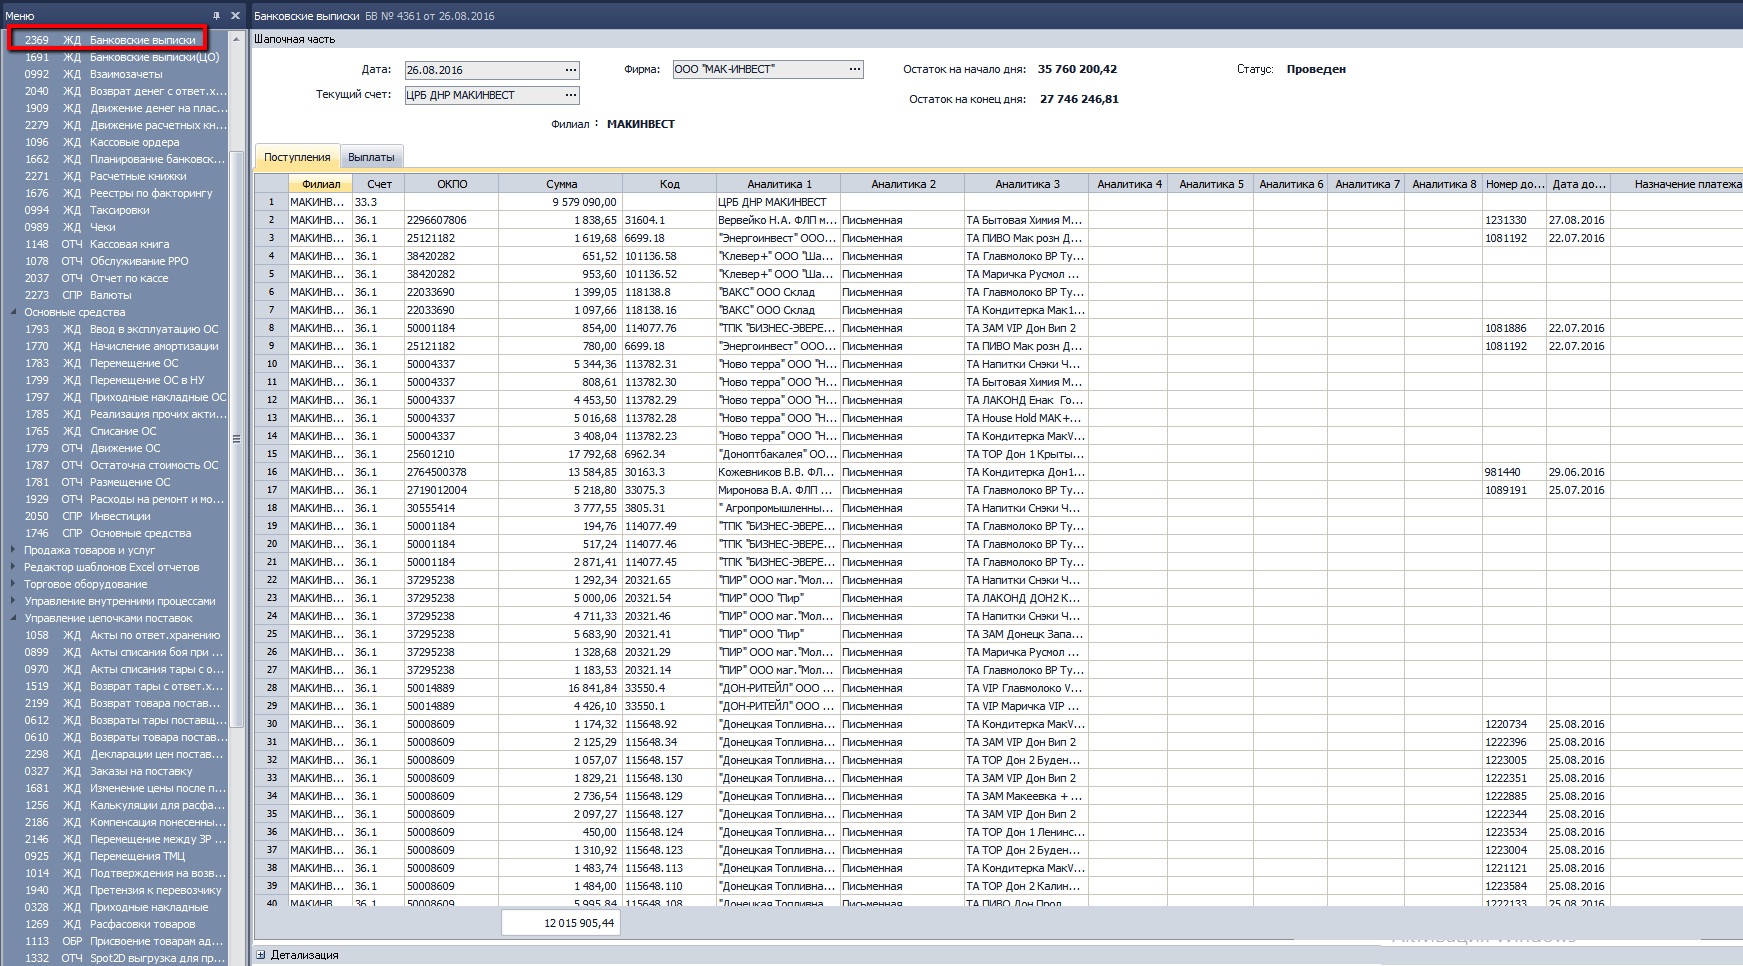 Меню
2369 ЖД Банковские выписки
1691 ЖД Банковские выписки(ЦО)
0992 ЖД Взаимозачеты
2040 ЖД Возврат денег с ответ.х...
1909 ЖД Движение денег на плас...
2279 ЖД Движение расчетных кн...
1096 ЖД Кассовые ордера
1662 ЖД Планирование банковск...
2271 ЖД Расчетные книжки
1676 ЖД Реестры по факторингу
0994 ЖД Таксировки
0989 ЖД Чеки
1148 ОТЧ Кассовая книга
1078 ОТЧ Обслуживание РРО
2037 ОТЧ Отчет по кассе
2273 СПР Валюты
Основные средства
1793 ЖД Ввод в эксплуатацию ОС
1770 ЖД Начисление амортизации
1783 ЖД Перемещение ОС
1799 ЖД Перемещение ОС в НУ
1797 ЖД Приходные накладные ОС
1785 ЖД Реализация прочих акти...
1765 ЖД Списание ОС
1779 ОТЧ Движение ОС
1787 ОТЧ Остаточна стоимость ОС
1781 ОТЧ Размещение ОС
1929 ОТЧ Расходы на ремонт и мо...
2050 СПР Инвестиции
1746 СПР Основные средства
Продажа товаров и услуг
Редактор шаблонов Excel отчетов
Торговое оборудование
Управление внутренними процессами
Управление цепочками поставок
1058 ЖД Акты по ответ.хранению
0899 ЖД Акты списания боя при ...
0970 ЖД Акты списания тары с о...
1519 ЖД Возврат тары с ответ.х...
2199 ЖД Возврат товара постав...
0612 ЖД Возвраты тары поставщ...
0610 ЖД Возвраты товара постав...
2298 ЖД Декларации цен постав...
0327 ЖД Заказы на поставку
1681 ЖД Изменение цены после п...
1256 ЖД Калькуляции для расфа...
2186 ЖД Компенсация понесенны...
2146 ЖД Перемещение между ЗР ...
0925 ЖД Перемещения ТМЦ
1014 ЖД Подтверждения на возв...
1940 ЖД Претензия к перевозчику
0328 ЖД Приходные накладные
1269 ЖД Расфасовки товаров
1113 ОБР Присвоение товарам ад...
1332 ОТЧ Spot2D выгрузка для пр...
Банковские выписки БВ № 4361 от 26.08.2016
Шапочная часть
Дата: 26.08.2016 ... Фирма: ООО "МАК-ИНВЕСТ" ... Остаток на начало дня: 35 760 200,42 Статус: Проведен
Текущий счет: ЦРБ ДНР МАКИНВЕСТ ... Остаток на конец дня: 27 746 246,81
Филиал : МАКИНВЕСТ
Поступления Выплаты
Филиал Счет ОКПО Сумма Код Аналитика 1 Аналитика 2 Аналитика 3 Аналитика 4 Аналитика 5 Аналитика 6 Аналитика 7 Аналитика 8 Номер до... Дата до... Назначение платежа
1 МАКИНВ... 33.3 9 579 090,00 ЦРБ ДНР МАКИНВЕСТ
2 МАКИНВ... 36.1 2296607806 1 838,65 31604.1 Вервейко Н.А. ФЛП м... Письменная ТА Бытовая Химия М... 1231330 27.08.2016
3 МАКИНВ... 36.1 25121182 1 619,68 6699.18 "Энергоинвест" ООО... Письменная ТА ПИВО Мак розн Д... 1081192 22.07.2016
4 МАКИНВ... 36.1 38420282 651,52 101136.58 "Клевер+" ООО "Ша... Письменная ТА Главмолоко ВР Ту...
5 МАКИНВ... 36.1 38420282 953,60 101136.52 "Клевер+" ООО "Ша... Письменная ТА Маричка Русмол ...
6 МАКИНВ... 36.1 22033690 1 399,05 118138.8 "ВАКС" ООО Склад Письменная ТА Главмолоко ВР Ту...
7 МАКИНВ... 36.1 22033690 1 097,66 118138.16 "ВАКС" ООО Склад Письменная ТА Кондитерка Мак1...
8 МАКИНВ... 36.1 50001184 854,00 114077.76 "ТПК "БИЗНЕС-ЭВЕРЕ... Письменная ТА ЗАМ VIP Дон Вип 2 1081886 22.07.2016
9 МАКИНВ... 36.1 25121182 780,00 6699.18 "Энергоинвест" ООО... Письменная ТА ПИВО Мак розн Д... 1081192 22.07.2016
10 МАКИНВ... 36.1 50004337 5 344,36 113782.31 "Ново терра" ООО "Н... Письменная ТА Напитки Снэки Ч...
11 МАКИНВ... 36.1 50004337 808,61 113782.30 "Ново терра" ООО "Н... Письменная ТА Бытовая Химия М...
12 МАКИНВ... 36.1 50004337 4 453,50 113782.29 "Ново терра" ООО "Н... Письменная ТА ЛАКОНД Енак Го...
13 МАКИНВ... 36.1 50004337 5 016,68 113782.28 "Ново терра" ООО "Н... Письменная ТА House Hold МАК+...
14 МАКИНВ... 36.1 50004337 3 408,04 113782.23 "Ново терра" ООО "Н... Письменная ТА Кондитерка МакV...
15 МАКИНВ... 36.1 25601210 17 792,68 6962.34 "Доноптбакалея" ОО... Письменная ТА ТОР Дон 1 Крыты...
16 МАКИНВ... 36.1 2764500378 13 584,85 30163.3 Кожевников В.В. ФЛ... Письменная ТА Кондитерка Дон1... 981440 29.06.2016
17 МАКИНВ... 36.1 2719012004 5 218,80 33075.3 Миронова В.А. ФЛП ... Письменная ТА Главмолоко ВР Ту... 1089191 25.07.2016
18 МАКИНВ... 36.1 30555414 3 777,55 3805.31 " Агропромышленны... Письменная ТА Напитки Снэки Ч...
19 МАКИНВ... 36.1 50001184 194,76 114077.49 "ТПК "БИЗНЕС-ЭВЕРЕ... Письменная ТА Главмолоко ВР Ту...
20 МАКИНВ... 36.1 50001184 517,24 114077.46 "ТПК "БИЗНЕС-ЭВЕРЕ... Письменная ТА Главмолоко ВР Ту...
21 МАКИНВ... 36.1 50001184 2 871,41 114077.45 "ТПК "БИЗНЕС-ЭВЕРЕ... Письменная ТА Главмолоко ВР Ту...
22 МАКИНВ... 36.1 37295238 1 292,34 20321.65 "ПИР" ООО маг."Мол... Письменная ТА Напитки Снэки Ч...
23 МАКИНВ... 36.1 37295238 5 000,06 20321.54 "ПИР" ООО "Пир" Письменная ТА ЛАКОНД ДОН2 К...
24 МАКИНВ... 36.1 37295238 4 711,33 20321.46 "ПИР" ООО маг."Мол... Письменная ТА Напитки Снэки Ч...
25 МАКИНВ... 36.1 37295238 5 683,90 20321.41 "ПИР" ООО "Пир" Письменная ТА ЗАМ Донецк Запа...
26 МАКИНВ... 36.1 37295238 1 328,68 20321.29 "ПИР" ООО маг."Мол... Письменная ТА Маричка Русмол ...
27 МАКИНВ... 36.1 37295238 1 183,53 20321.14 "ПИР" ООО маг."Мол... Письменная ТА Главмолоко ВР Ту...
28 МАКИНВ... 36.1 50014889 16 841,84 33550.4 "ДОН-РИТЕЙЛ" ООО ... Письменная ТА VIP Главмолоко V...
29 МАКИНВ... 36.1 50014889 4 426,10 33550.1 "ДОН-РИТЕЙЛ" ООО ... Письменная ТА VIP Маричка VIP ...
30 МАКИНВ... 36.1 50008609 1 174,32 115648.92 "Донецкая Топливна... Письменная ТА Кондитерка МакV... 1220734 25.08.2016
31 МАКИНВ... 36.1 50008609 2 125,29 115648.34 "Донецкая Топливна... Письменная ТА ЗАМ VIP Дон Вип 2 1222396 25.08.2016
32 МАКИНВ... 36.1 50008609 1 057,07 115648.157 "Донецкая Топливна... Письменная ТА ТОР Дон 2 Буден... 1223005 25.08.2016
33 МАКИНВ... 36.1 50008609 1 829,21 115648.130 "Донецкая Топливна... Письменная ТА ЗАМ VIP Дон Вип 2 1222351 25.08.2016
34 МАКИНВ... 36.1 50008609 2 736,54 115648.129 "Донецкая Топливна... Письменная ТА ЗАМ Макеевка + ... 1222885 25.08.2016
35 МАКИНВ... 36.1 50008609 2 097,27 115648.127 "Донецкая Топливна... Письменная ТА ЗАМ VIP Дон Вип 2 1222344 25.08.2016
36 МАКИНВ... 36.1 50008609 450,00 115648.124 "Донецкая Топливна... Письменная ТА ТОР Дон 1 Ленинс... 1223534 25.08.2016
37 МАКИНВ... 36.1 50008609 1 310,92 115648.123 "Донецкая Топливна... Письменная ТА ТОР Дон 2 Буден... 1223004 25.08.2016
38 МАКИНВ... 36.1 50008609 1 483,74 115648.113 "Донецкая Топливна... Письменная ТА Кондитерка МакV... 1221121 25.08.2016
39 МАКИНВ... 36.1 50008609 1 484,00 115648.110 "Донецкая Топливна... Письменная ТА ТОР Дон 2 Калин... 1223584 25.08.2016
40 МАКИНВ... 36.1 50008609 5 995,84 115648.108 "Донецкая Топливна... Письменная ТА ПИВО Дон Прод... 1222133 25.08.2016
12 015 905,44
Активация Windows
Детализация